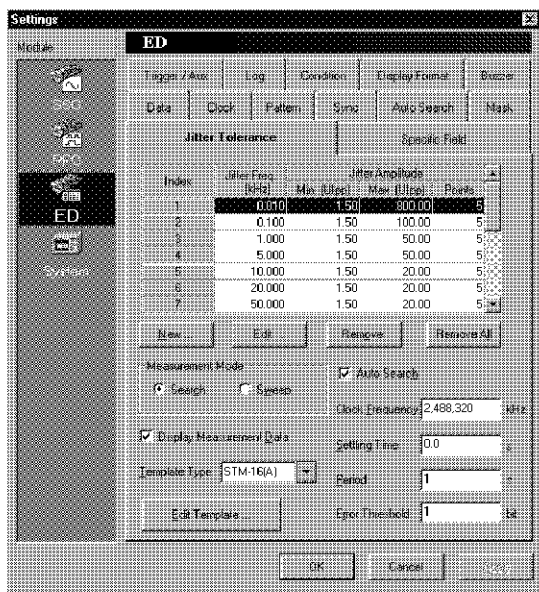 Settings
Module
ED
SSG
PPG
ED
System
Trigger / Aux
Log
Condition
Display Format
Buzzer
Data
Clock
Pattern
Sync
Auto Search
Mask
Jitter Tolerance
Specific Field
Index
Jitter Freq. Jitter Amplitude
[kHz] Min. [UIpp] Max. [UIpp] Points
1 0.010 1.50 800.00 5
2 0.100 1.50 100.00 5
3 1.000 1.50 50.00 5
4 5.000 1.50 50.00 5
5 10.000 1.50 20.00 5
6 20.000 1.50 20.00 5
7 50.000 1.50 20.00 5
New...
Edit
Remove
Remove All
Measurement Mode
Search
Sweep
Auto Search
Clock Frequency 2,488,320 kHz
Display Measurement Data
Settling Time 0.0 s
Template Type STM-16(A)
Period 1 s
Edit Template...
Error Threshold 1 bit
OK
Cancel